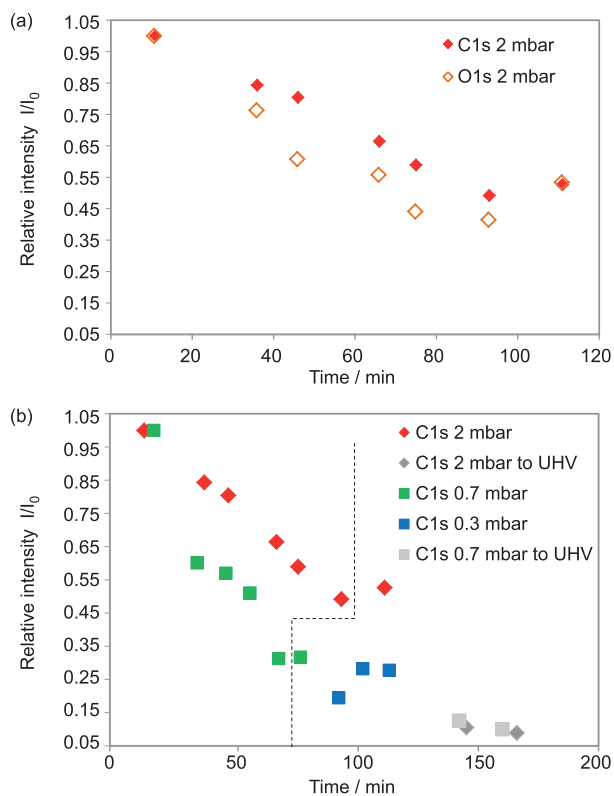 (a)
1.05
0.95
0.85
0.75
0.65
0.55
0.45
0.35
0.25
0.15
0.05
Relative intensity I/I0
C1s 2 mbar
O1s 2 mbar
0 20 40 60 80 100 120
Time / min
(b)
1.05
0.95
0.85
0.75
0.65
0.55
0.45
0.35
0.25
0.15
0.05
Relative intensity I/I0
C1s 2 mbar
C1s 2 mbar to UHV
C1s 0.7 mbar
C1s 0.3 mbar
C1s 0.7 mbar to UHV
0 50 100 150 200
Time / min